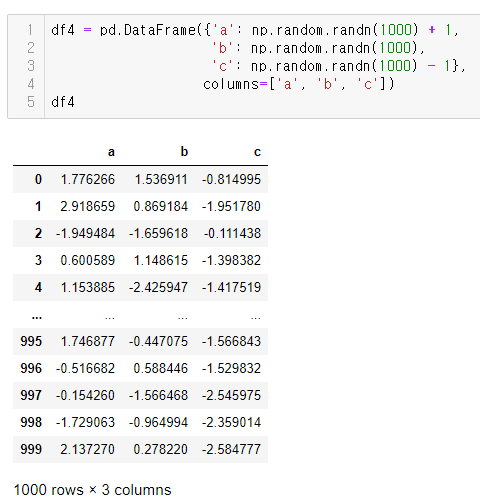 1 df4 = pd.DataFrame({'a': np.random.randn(1000) + 1,
2 'b': np.random.randn(1000),
3 'c': np.random.randn(1000) - 1},
4 columns=['a', 'b', 'c'])
5 df4
a b c
0 1.776266 1.536911 -0.814995
1 2.918659 0.869184 -1.951780
2 -1.949484 -1.659618 -0.111438
3 0.600589 1.148615 -1.398382
4 1.153885 -2.425947 -1.417519
... ... ... ...
995 1.746877 -0.447075 -1.566843
996 -0.516682 0.588446 -1.529832
997 -0.154260 -1.566468 -2.545975
998 -1.729063 -0.964994 -2.359014
999 2.137270 0.278220 -2.584777
1000 rows × 3 columns